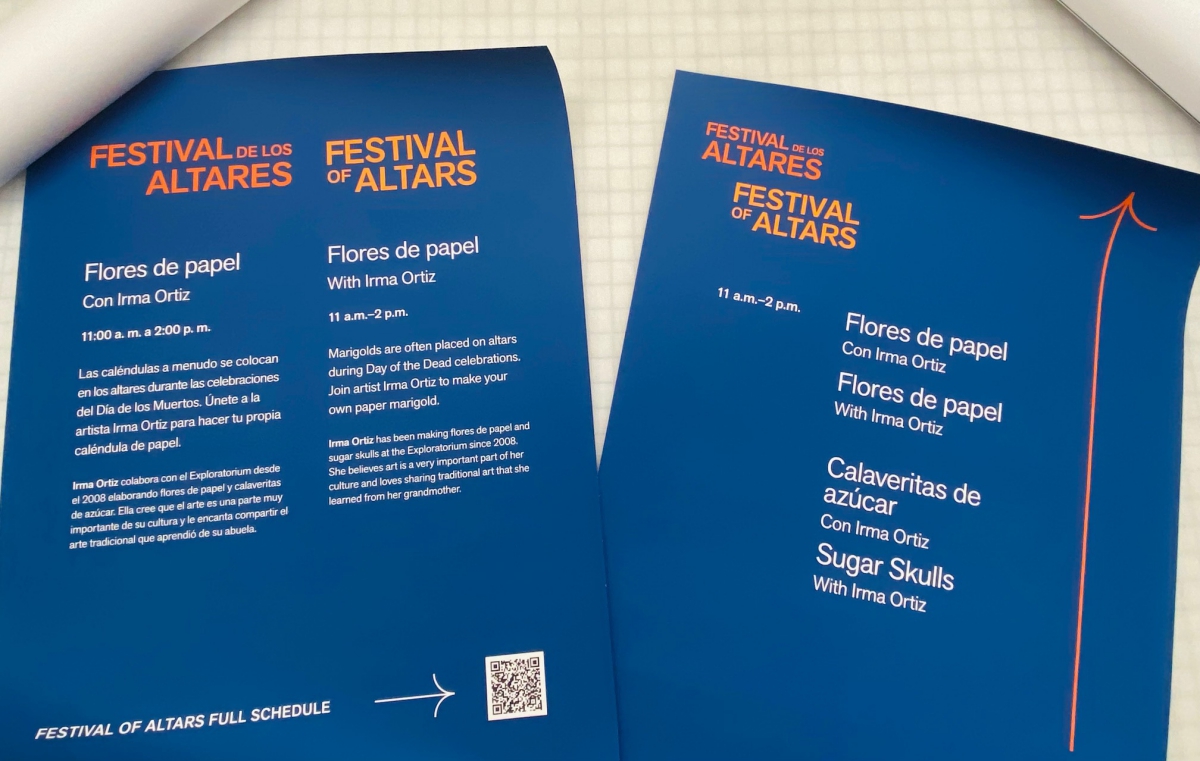 FESTIVAL DE LOS
ALTARES
Flores de papel
Con Irma Ortiz
11:00 a. m. a 2:00 p. m.
Las caléndulas a menudo se colocan
en los altares durante las celebraciones
del Día de los Muertos. Únete a la
artista Irma Ortiz para hacer tu propia
caléndula de papel.
Irma Ortiz colabora con el Exploratorium desde
el 2008 elaborando flores de papel y calaveritas
de azúcar. Ella cree que el arte es una parte muy
importante de su cultura y le encanta compartir el
arte tradicional que aprendió de su abuela.
FESTIVAL
OF ALTARS
Flores de papel
With Irma Ortiz
11 a.m.–2 p.m.
Marigolds are often placed on altars
during Day of the Dead celebrations.
Join artist Irma Ortiz to make your
own paper marigold.
Irma Ortiz has been making flores de papel and
sugar skulls at the Exploratorium since 2008.
She believes art is a very important part of her
culture and loves sharing traditional art that she
learned from her grandmother.
FESTIVAL OF ALTARS FULL SCHEDULE
FESTIVAL DE LOS
ALTARES
FESTIVAL
OF ALTARS
11 a.m.–2 p.m.
Flores de papel
Con Irma Ortiz
Flores de papel
With Irma Ortiz
Calaveritas de
azúcar
Con Irma Ortiz
Sugar Skulls
With Irma Ortiz